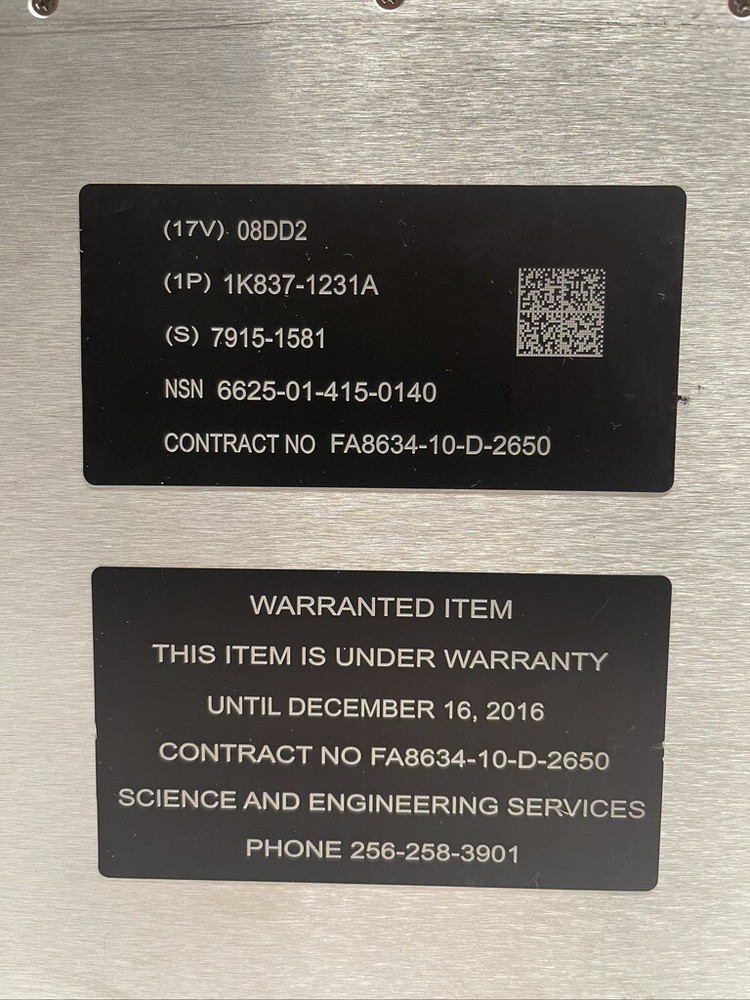 (17V) 08DD2
(1P) 1K837-1231A
(S) 7915-1581
NSN 6625-01-415-0140
CONTRACT NO FA8634-10-D-2650
WARRANTED ITEM
THIS ITEM IS UNDER WARRANTY
UNTIL DECEMBER 16, 2016
CONTRACT NO FA8634-10-D-2650
SCIENCE AND ENGINEERING SERVICES
PHONE 256-258-3901